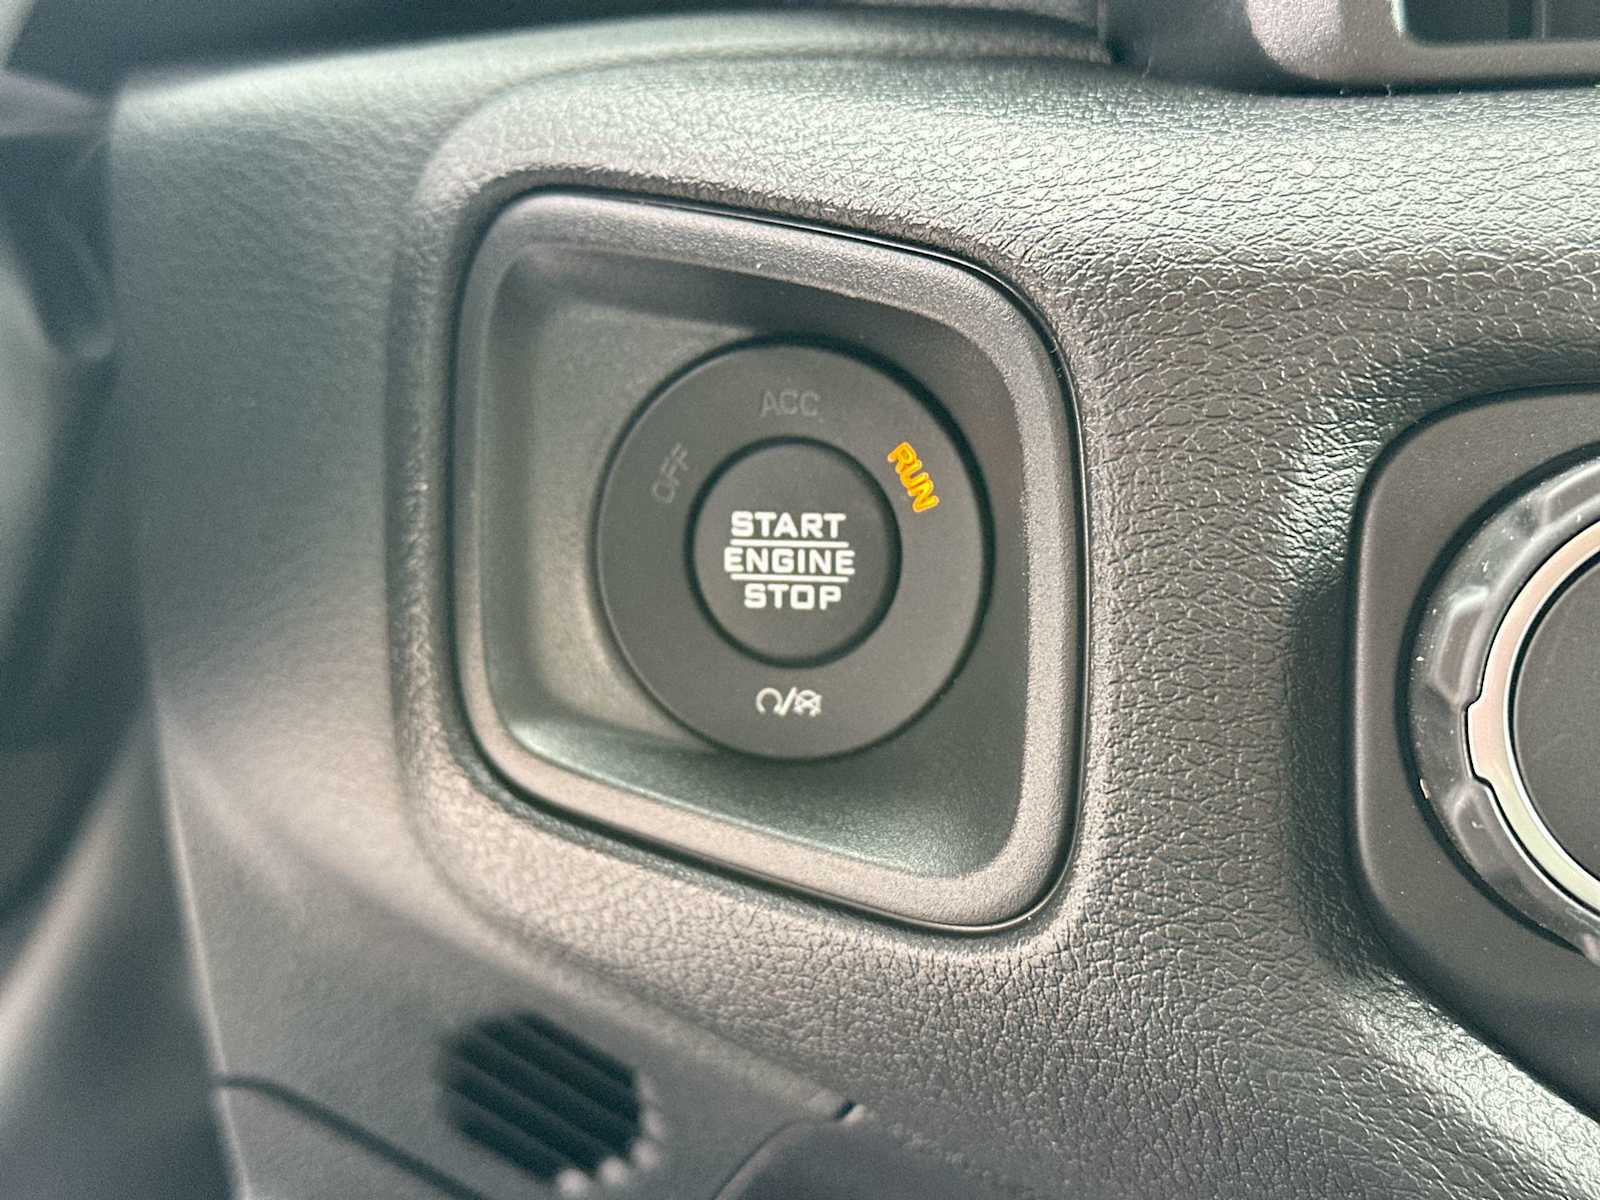 OFF
ACC
RUN
START
ENGINE
STOP